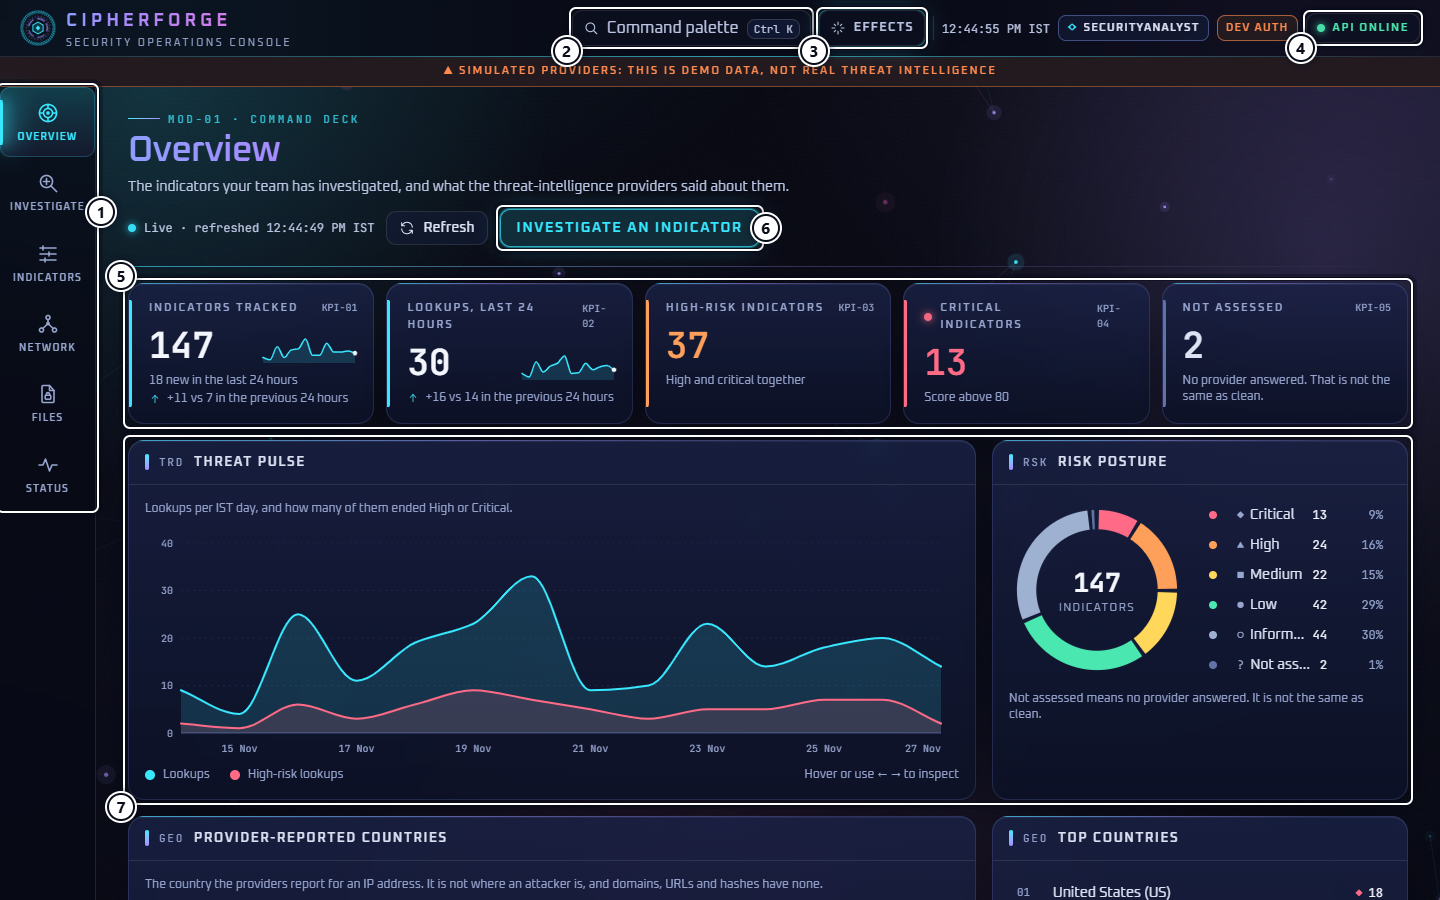 CIPHERFORGE
SECURITY OPERATIONS CONSOLE
Command palette Ctrl K
2
EFFECTS
3
12:44:55 PM IST
SECURITYANALYST
DEV AUTH
API ONLINE
4
SIMULATED PROVIDERS: THIS IS DEMO DATA, NOT REAL THREAT INTELLIGENCE
OVERVIEW
INVESTIGATE
1
INDICATORS
NETWORK
FILES
STATUS
MOD-01 · COMMAND DECK
Overview
The indicators your team has investigated, and what the threat-intelligence providers said about them.
Live · refreshed 12:44:49 PM IST
Refresh
INVESTIGATE AN INDICATOR
6
5
INDICATORS TRACKED KPI-01
147
18 new in the last 24 hours
↑ +11 vs 7 in the previous 24 hours
LOOKUPS, LAST 24 HOURS KPI-02
30
↑ +16 vs 14 in the previous 24 hours
HIGH-RISK INDICATORS KPI-03
37
High and critical together
CRITICAL INDICATORS KPI-04
13
Score above 80
NOT ASSESSED KPI-05
2
No provider answered. That is not the
same as clean.
TRD THREAT PULSE
Lookups per IST day, and how many of them ended High or Critical.
40
30
20
10
0
15 Nov 17 Nov 19 Nov 21 Nov 23 Nov 25 Nov 27 Nov
Lookups High-risk lookups Hover or use ← → to inspect
7
RSK RISK POSTURE
147
INDICATORS
Critical 13 9%
High 24 16%
Medium 22 15%
Low 42 29%
Inform... 44 30%
? Not ass... 2 1%
Not assessed means no provider answered. It is not the same as
clean.
GEO PROVIDER-REPORTED COUNTRIES
The country the providers report for an IP address. It is not where an attacker is, and domains, URLs and hashes have none.
GEO TOP COUNTRIES
01 United States (US) 18